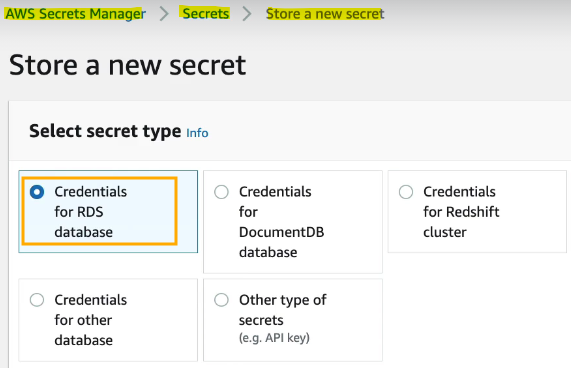 AWS Secrets Manager > Secrets > Store a new secret
Store a new secret
Select secret type Info
Credentials
for RDS
database
Credentials
for
DocumentDB
database
Credentials
for Redshift
cluster
Credentials
for other
database
Other type of
secrets
(e.g. API key)